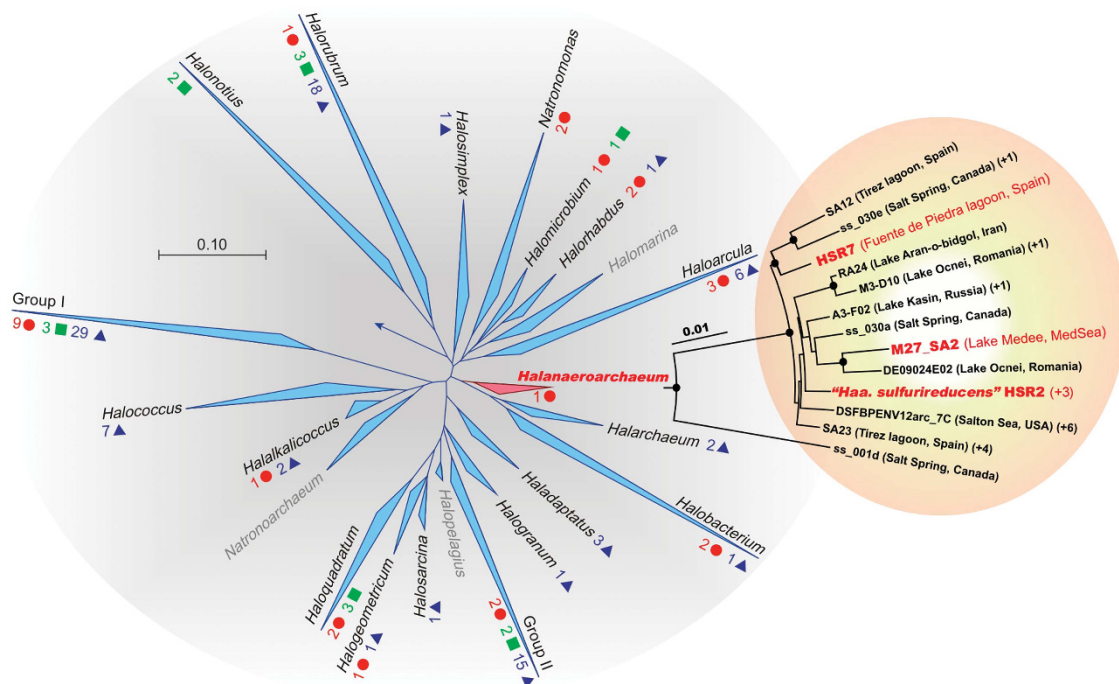 Halonotius
2
Halorubrum
1
3
18
Halosimplex
1
Natronomonas
2
Halomicrobium 1 1
Halorhabdus 2 1
Halomarina
Haloarcula
3 6
0.10
Group I
9 3 29
Halococcus
7
Halalkalicoccus
1 2
Natronoarchaeum
Haloquadratum
2 3
Halogeometricum
1 1
Halosarcina
1
Halopelagius
Group II
2
2
15
Halogranum
1
Haladaptatus
3
Halobacterium
2 1
Halarchaeum
2
Halanaeroarchaeum
1
0.01
SA12 (Tirez lagoon, Spain)
ss_030e (Salt Spring, Canada) (+1)
HSR7 (Fuente de Piedra lagoon, Spain)
RA24 (Lake Aran-o-bidgol, Iran)
M3-D10 (Lake Ocnei, Romania) (+1)
A3-F02 (Lake Kasin, Russia) (+1)
ss_030a (Salt Spring, Canada)
M27_SA2 (Lake Medee, MedSea)
DE09024E02 (Lake Ocnei, Romania)
"Haa. sulfurireducens" HSR2 (+3)
DSFBPENV12arc_7C (Salton Sea, USA) (+6)
SA23 (Tirez lagoon, Spain) (+4)
ss_001d (Salt Spring, Canada)